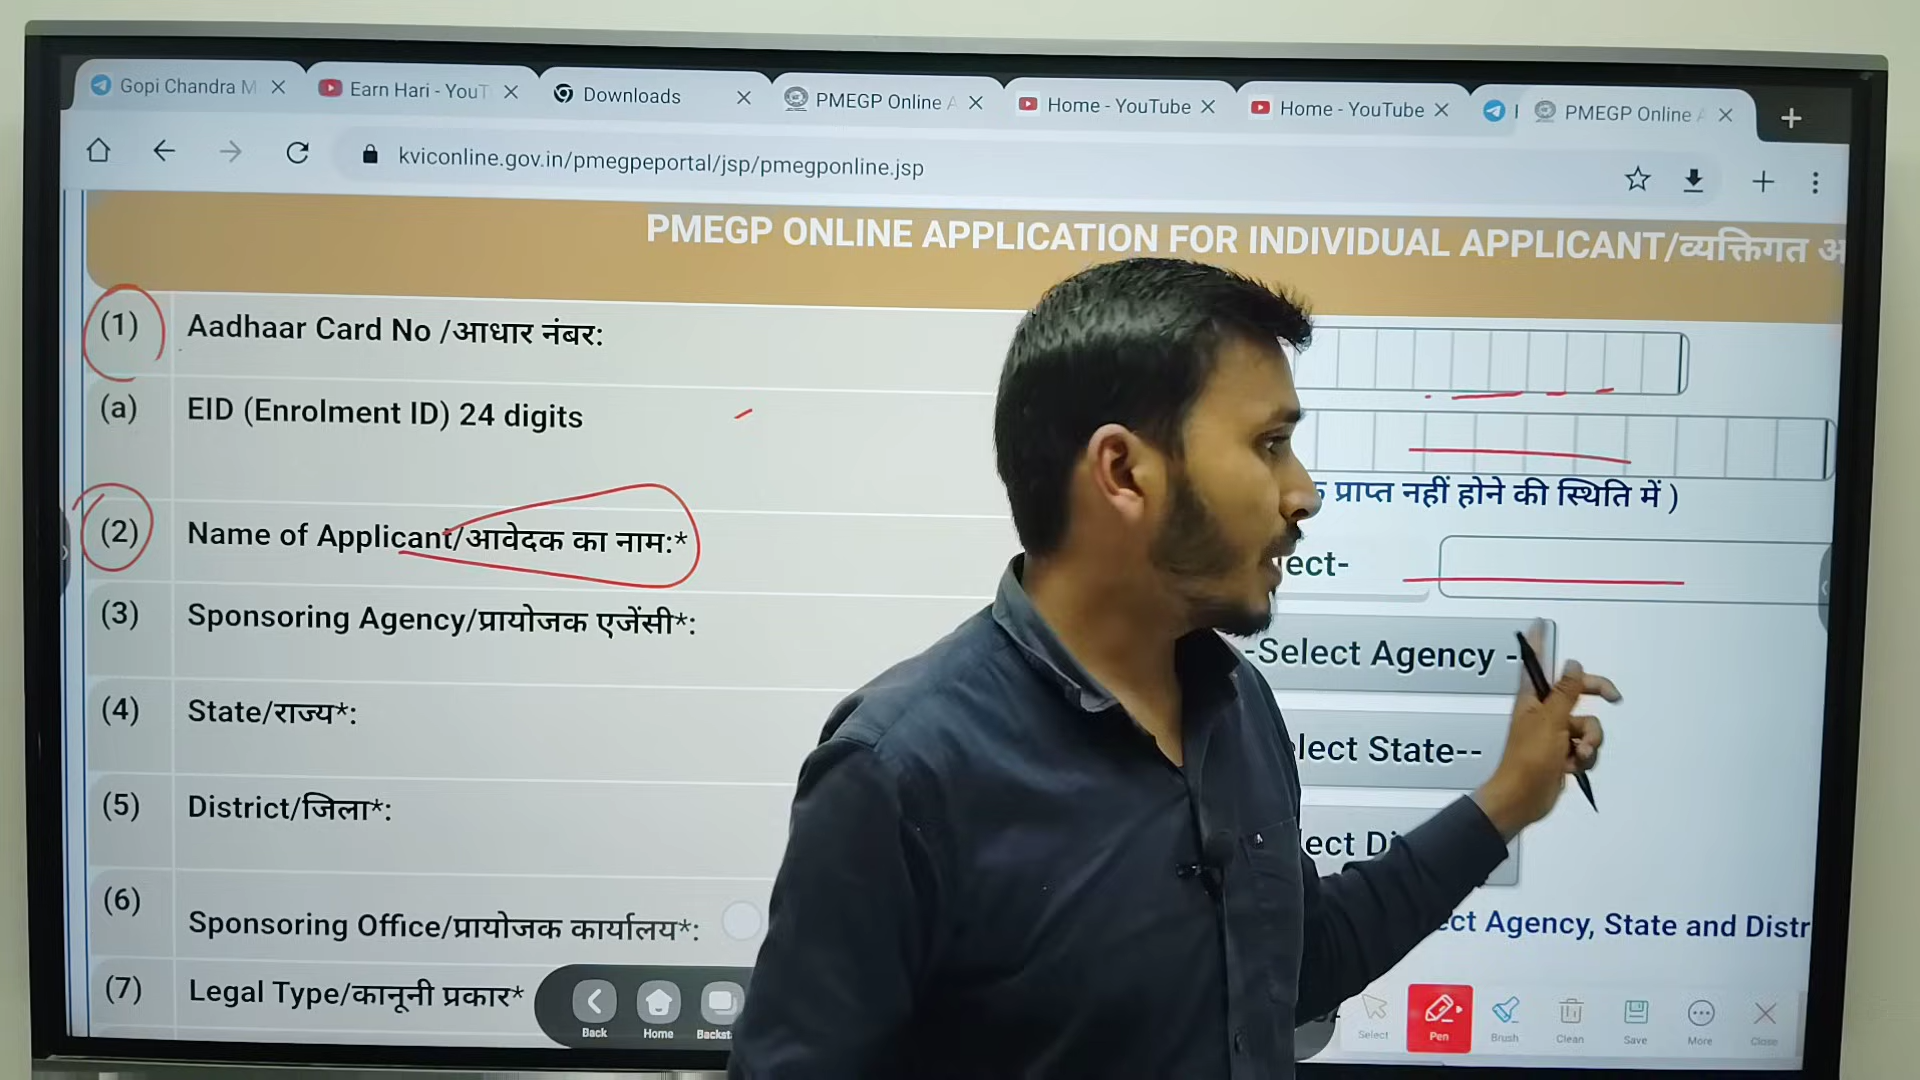 Gopi Chandra M
Earn Hari - YouT
Downloads
PMEGP Online A
Home - YouTube
Home - YouTube
PMEGP Online A
kviconline.gov.in/pmegpeportal/jsp/pmegponline.jsp
PMEGP ONLINE APPLICATION FOR INDIVIDUAL APPLICANT/व्यक्तिगत अ
(1) Aadhaar Card No /आधार नंबर:
(a) EID (Enrolment ID) 24 digits
प्राप्त नहीं होने की स्थिति में )
(2) Name of Applicant/आवेदक का नाम:*
ect-
(3) Sponsoring Agency/प्रायोजक एजेंसी*:
-Select Agency -
(4) State/राज्य*:
lect State--
(5) District/जिला*:
ect Di
(6) Sponsoring Office/प्रायोजक कार्यालय*:
ct Agency, State and Distr
(7) Legal Type/कानूनी प्रकार*
Back
Home
Backst
Select
Pen
Brush
Clean
Save
More
Close